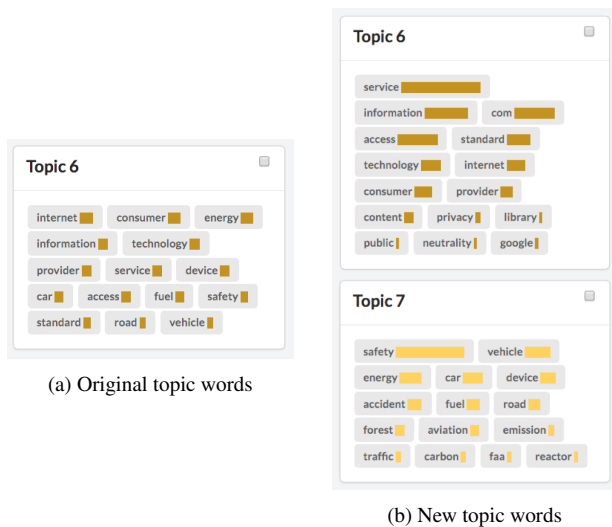 Topic 6
internet consumer energy
information technology
provider service device
car access fuel safety
standard road vehicle
(a) Original topic words
Topic 6
service
information com
access standard
technology internet
consumer provider
content privacy library
public neutrality google
Topic 7
safety vehicle
energy car device
accident fuel road
forest aviation emission
traffic carbon faa reactor
(b) New topic words